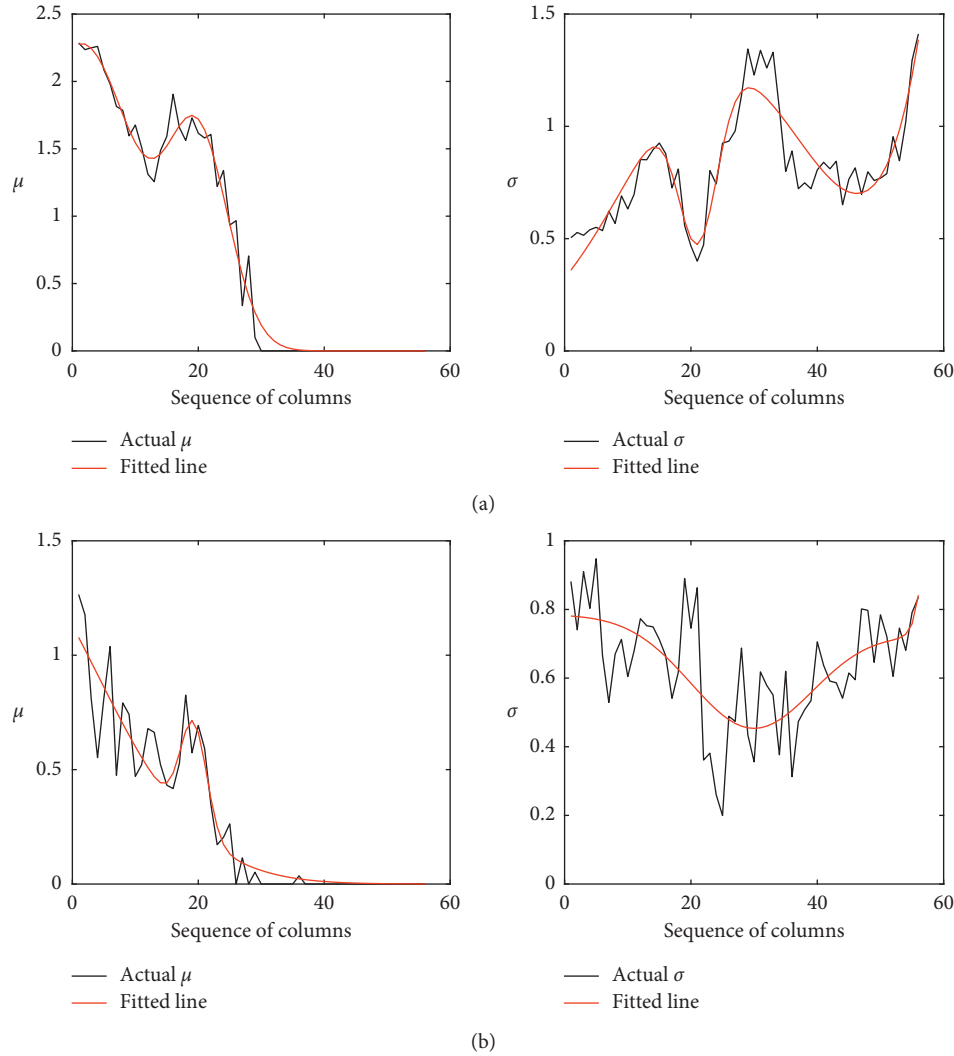 2.5
2
1.5
μ
1
0.5
0
0 20 40 60
Sequence of columns
Actual μ
Fitted line
1.5
1
σ
0.5
0
0 20 40 60
Sequence of columns
Actual σ
Fitted line
(a)
1.5
1
μ
0.5
0
0 20 40 60
Sequence of columns
Actual μ
Fitted line
1
0.8
0.6
σ
0.4
0.2
0
0 20 40 60
Sequence of columns
Actual σ
Fitted line
(b)